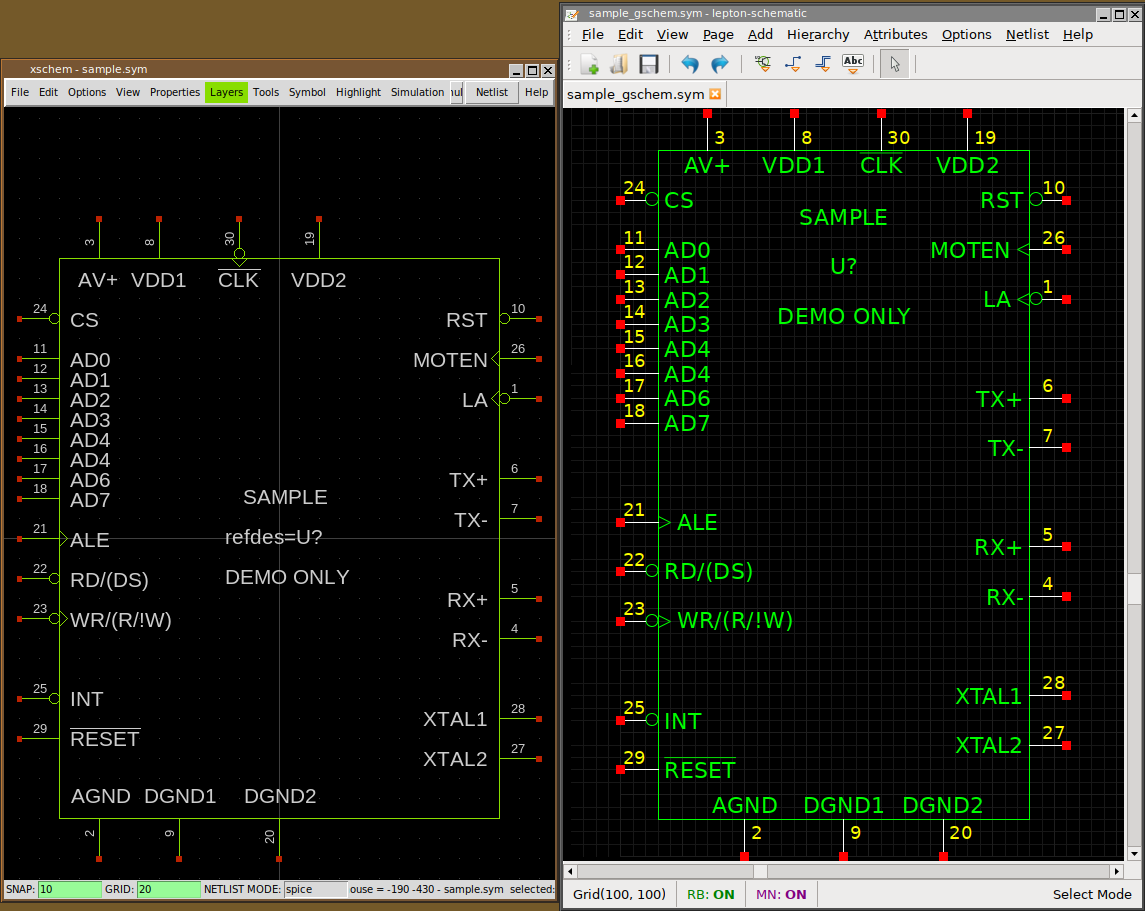 xschem - sample.sym
File Edit Options View Properties Layers Tools Symbol Highlight Simulation Netlist Help
3 8 30 19
AV+ VDD1 CLK VDD2
24 CS RST 10
11 AD0 MOTEN 26
12 AD1
13 AD2 LA 1
14 AD3
15 AD4
16 AD4
17 AD6 TX+ 6
18 AD7
SAMPLE
TX- 7
21 ALE refdes=U?
22 RD/(DS) DEMO ONLY
RX+ 5
23 WR/(R/!W)
RX- 4
25 INT
XTAL1 28
29 RESET
XTAL2 27
AGND DGND1 DGND2
2 9 20
SNAP: 10 GRID: 20 NETLIST MODE: spice ouse = -190 -430 - sample.sym selected:
sample_gschem.sym - lepton-schematic
File Edit View Page Add Hierarchy Attributes Options Netlist Help
Abc
sample_gschem.sym
3 8 30 19
AV+ VDD1 CLK VDD2
24 CS RST 10
SAMPLE
11 AD0 MOTEN 26
12 AD1 U?
13 AD2 LA 1
14 AD3 DEMO ONLY
15 AD4
16 AD4
17 AD6 TX+ 6
18 AD7
TX- 7
21 ALE
RX+ 5
22 RD/(DS)
RX- 4
23 WR/(R/!W)
XTAL1 28
25 INT
XTAL2 27
29 RESET
AGND DGND1 DGND2
2 9 20
Grid(100, 100) RB: ON MN: ON Select Mode